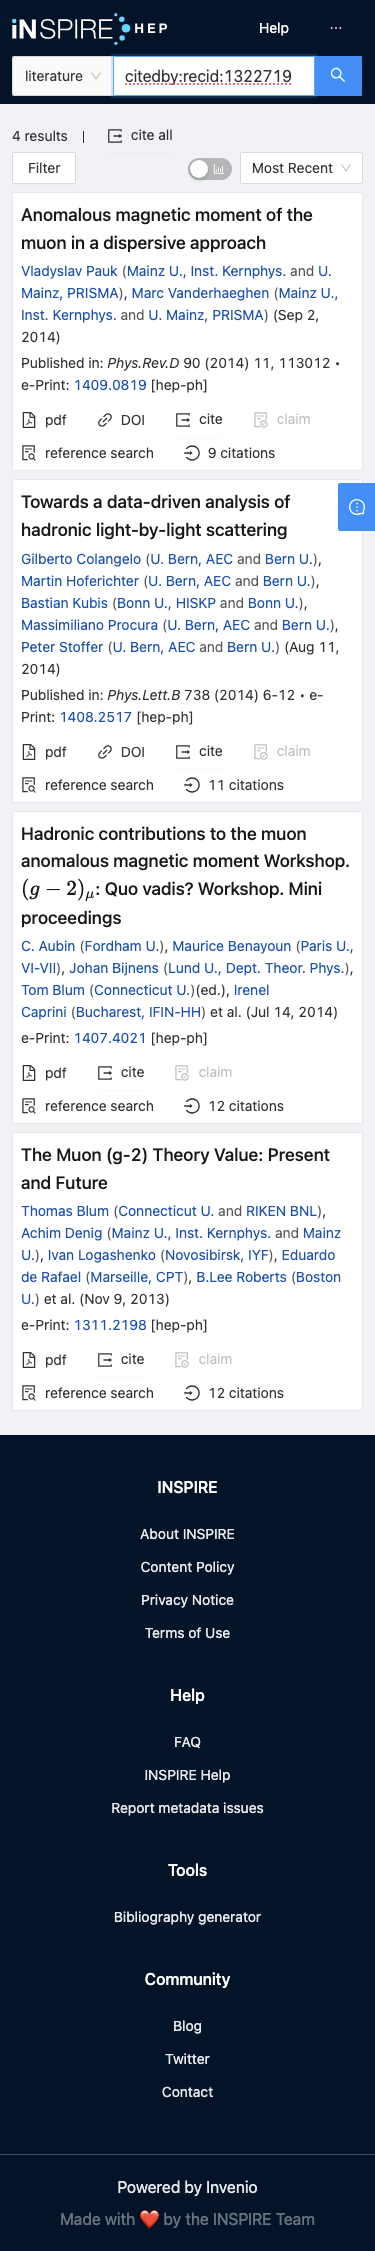 iNSPIRE HEP
Help
···
literature
citedby:recid:1322719
4 results | cite all
Filter
Most Recent
Anomalous magnetic moment of the
muon in a dispersive approach
Vladyslav Pauk (Mainz U., Inst. Kernphys. and U.
Mainz, PRISMA), Marc Vanderhaeghen (Mainz U.,
Inst. Kernphys. and U. Mainz, PRISMA) (Sep 2,
2014)
Published in: Phys.Rev.D 90 (2014) 11, 113012 •
e-Print: 1409.0819 [hep-ph]
pdf DOI cite claim
reference search 9 citations
Towards a data-driven analysis of
hadronic light-by-light scattering
Gilberto Colangelo (U. Bern, AEC and Bern U.),
Martin Hoferichter (U. Bern, AEC and Bern U.),
Bastian Kubis (Bonn U., HISKP and Bonn U.),
Massimiliano Procura (U. Bern, AEC and Bern U.),
Peter Stoffer (U. Bern, AEC and Bern U.) (Aug 11,
2014)
Published in: Phys.Lett.B 738 (2014) 6-12 • e-
Print: 1408.2517 [hep-ph]
pdf DOI cite claim
reference search 11 citations
Hadronic contributions to the muon
anomalous magnetic moment Workshop.
(g − 2)μ: Quo vadis? Workshop. Mini
proceedings
C. Aubin (Fordham U.), Maurice Benayoun (Paris U.,
VI-VII), Johan Bijnens (Lund U., Dept. Theor. Phys.),
Tom Blum (Connecticut U.)(ed.), Irinel
Caprini (Bucharest, IFIN-HH) et al. (Jul 14, 2014)
e-Print: 1407.4021 [hep-ph]
pdf cite claim
reference search 12 citations
The Muon (g-2) Theory Value: Present
and Future
Thomas Blum (Connecticut U. and RIKEN BNL),
Achim Denig (Mainz U., Inst. Kernphys. and Mainz
U.), Ivan Logashenko (Novosibirsk, IYF), Eduardo
de Rafael (Marseille, CPT), B.Lee Roberts (Boston
U.) et al. (Nov 9, 2013)
e-Print: 1311.2198 [hep-ph]
pdf cite claim
reference search 12 citations
INSPIRE
About INSPIRE
Content Policy
Privacy Notice
Terms of Use
Help
FAQ
INSPIRE Help
Report metadata issues
Tools
Bibliography generator
Community
Blog
Twitter
Contact
Powered by Invenio
Made with ❤️ by the INSPIRE Team